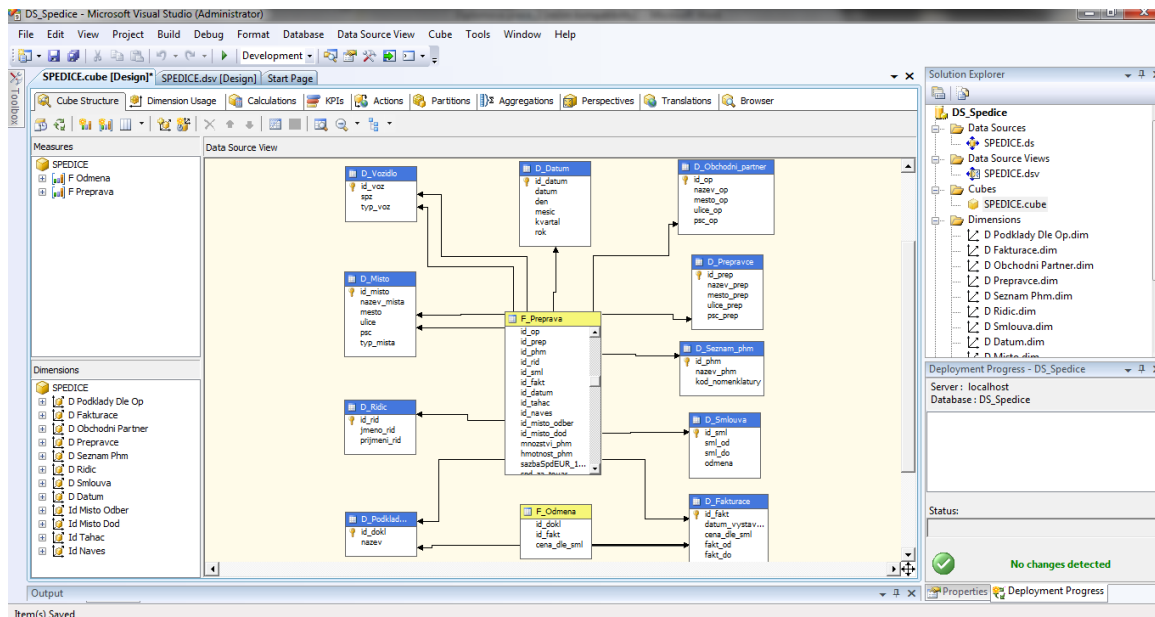 DS_Spedice - Microsoft Visual Studio (Administrator)
File Edit View Project Build Debug Format Database Data Source View Cube Tools Window Help
Development
Toolbox
SPEDICE.cube [Design]* SPEDICE.dsv [Design] Start Page
Cube Structure Dimension Usage Calculations KPIs Actions Partitions Aggregations Perspectives Translations Browser
Measures
SPEDICE
F Odmena
F Preprava
Dimensions
SPEDICE
D Podklady Dle Op
D Fakturace
D Obchodni Partner
D Prepravce
D Seznam Phm
D Ridic
D Smlouva
D Datum
Id Misto Odber
Id Misto Dod
Id Tahac
Id Naves
Data Source View
D_Vozidlo
id_voz
spz
typ_voz
D_Datum
id_datum
datum
den
mesic
kvartal
rok
D_Obchodni_partner
id_op
nazev_op
mesto_op
ulice_op
psc_op
D_Misto
id_misto
nazev_mista
mesto
ulice
psc
typ_mista
D_Prepravce
id_prep
nazev_prep
mesto_prep
ulice_prep
psc_prep
F_Preprava
id_op
id_prep
id_phm
id_rid
id_sml
id_fakt
id_datum
id_tahac
id_naves
id_misto_odber
id_misto_dod
mnozstvi_phm
hmotnost_phm
sazbaSpdEUR_1...
D_Seznam_phm
id_phm
nazev_phm
kod_nomenklatury
D_Ridic
id_rid
jmeno_rid
prijmeni_rid
D_Smlouva
id_sml
sml_od
sml_do
odmena
D_Podklad...
id_dokl
nazev
F_Odmena
id_dokl
id_fakt
cena_dle_sml
D_Fakturace
id_fakt
datum_vystav...
cena_dle_sml
fakt_od
fakt_do
Solution Explorer
DS_Spedice
Data Sources
SPEDICE.ds
Data Source Views
SPEDICE.dsv
Cubes
SPEDICE.cube
Dimensions
D Podklady Dle Op.dim
D Fakturace.dim
D Obchodni Partner.dim
D Prepravce.dim
D Seznam Phm.dim
D Ridic.dim
D Smlouva.dim
D Datum.dim
D Misto.dim
Deployment Progress - DS_Spedice
Server : localhost
Database : DS_Spedice
Status:
No changes detected
Properties Deployment Progress
Output
Item(s) Saved